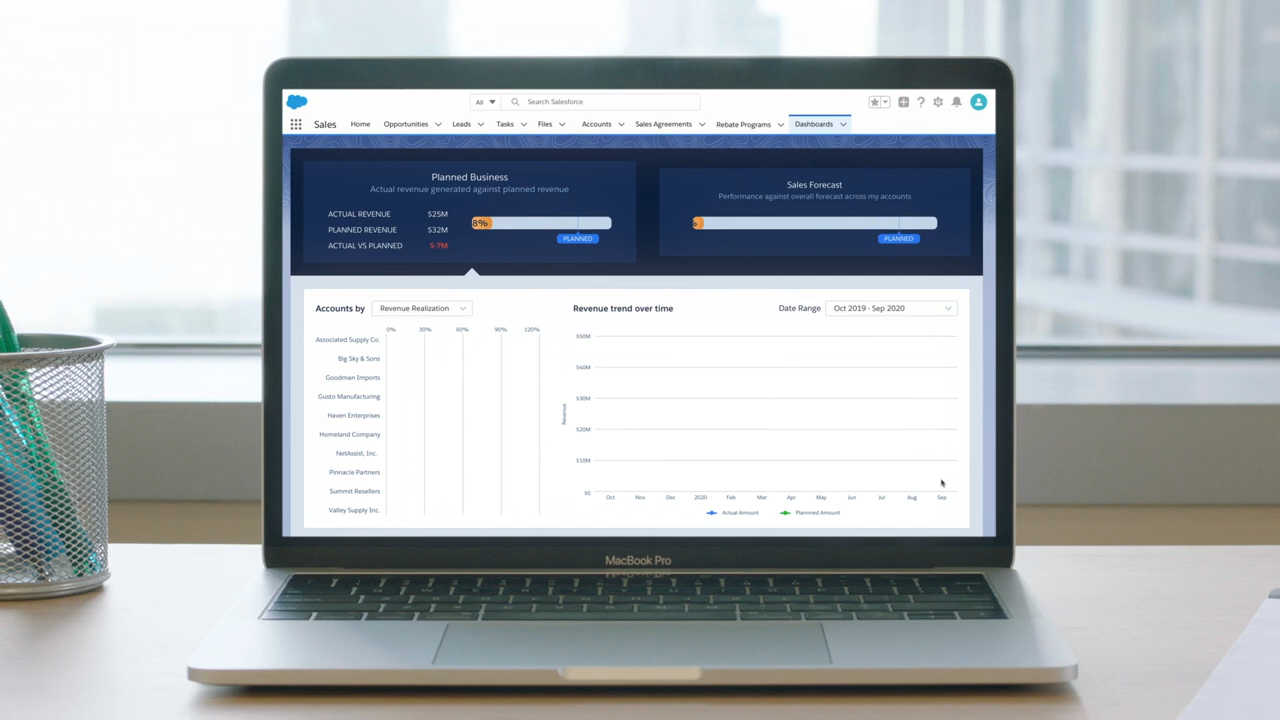 All
Search Salesforce
Sales Home Opportunities Leads Tasks Files Accounts Sales Agreements Rebate Programs Dashboards
Planned Business
Actual revenue generated against planned revenue
ACTUAL REVENUE $25M
PLANNED REVENUE $32M
ACTUAL VS PLANNED $-7M
8%
PLANNED
Sales Forecast
Performance against overall forecast across my accounts
PLANNED
Accounts by Revenue Realization
0% 30% 60% 90% 120%
Associated Supply Co.
Big Sky & Sons
Goodman Imports
Gusto Manufacturing
Haven Enterprises
Homeland Company
NetAssist, Inc.
Pinnacle Partners
Summit Resellers
Valley Supply Inc.
Revenue trend over time
Date Range Oct 2019 - Sep 2020
Revenue
$50M
$40M
$30M
$20M
$10M
$0
Oct Nov Dec 2020 Feb Mar Apr May Jun Jul Aug Sep
Actual Amount Planned Amount
MacBook Pro